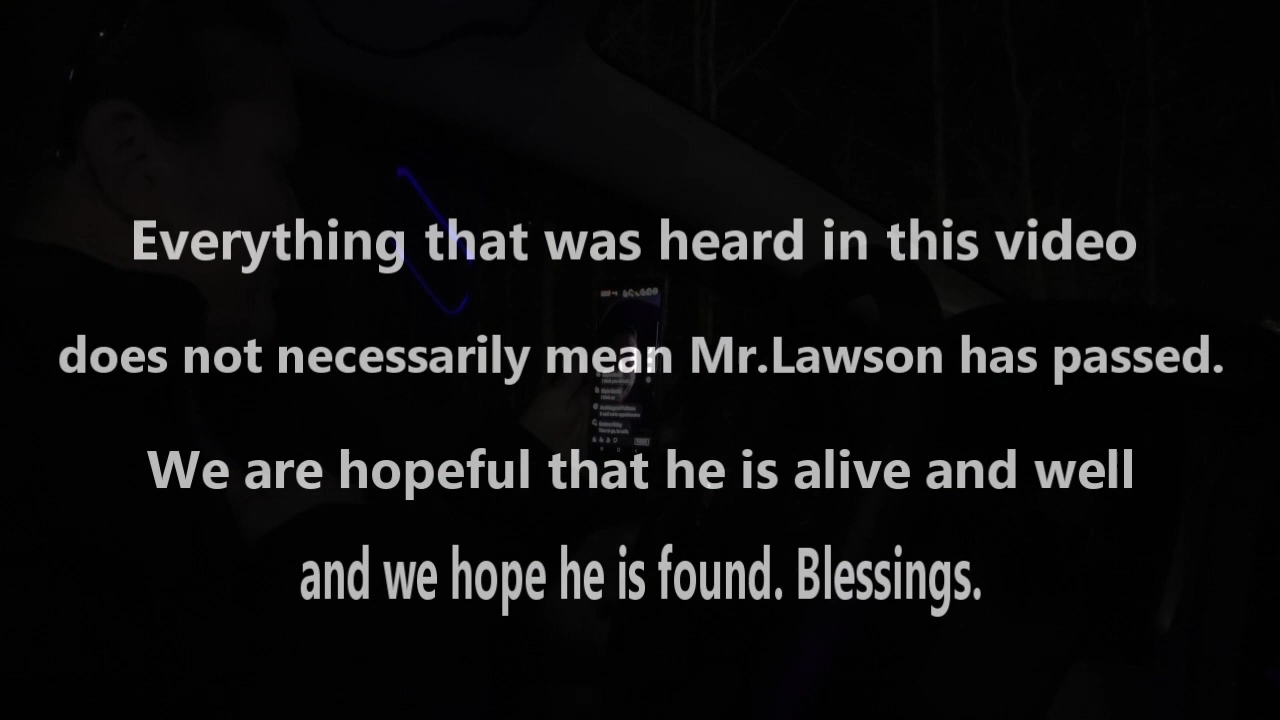 Everything that was heard in this video
does not necessarily mean Mr.Lawson has passed.
We are hopeful that he is alive and well
and we hope he is found. Blessings.